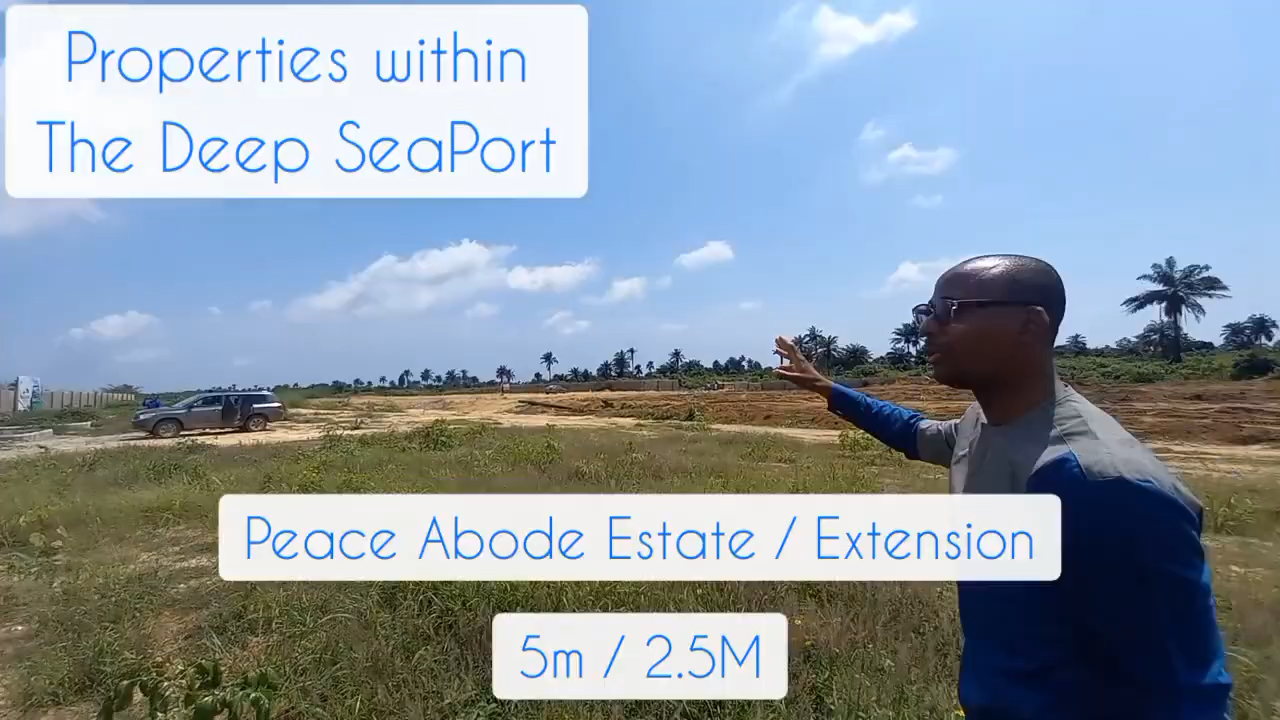 Properties within
The Deep SeaPort
Peace Abode Estate / Extension
5m / 2.5M